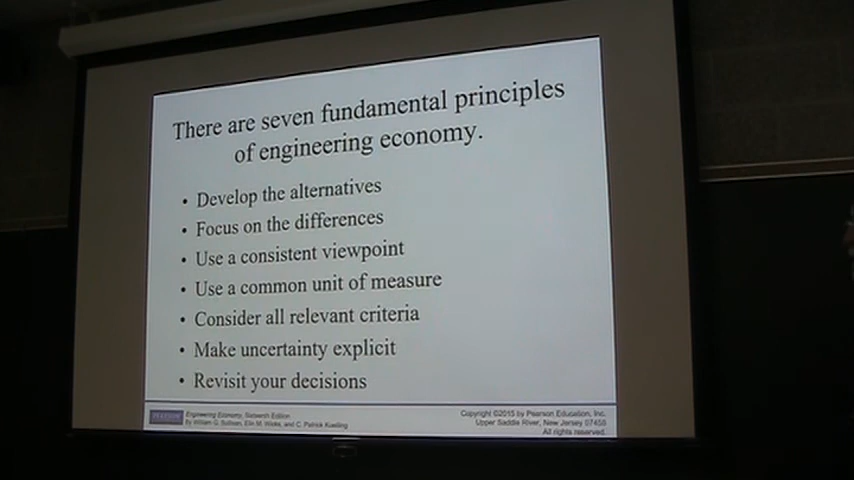 There are seven fundamental principles
of engineering economy.
• Develop the alternatives
• Focus on the differences
• Use a consistent viewpoint
• Use a common unit of measure
• Consider all relevant criteria
• Make uncertainty explicit
• Revisit your decisions
PEARSON
Engineering Economy, Sixteenth Edition
By William G. Sullivan, Elin M. Wicks, and C. Patrick Koelling
Copyright ©2015 by Pearson Education, Inc.
Upper Saddle River, New Jersey 07458
All rights reserved.